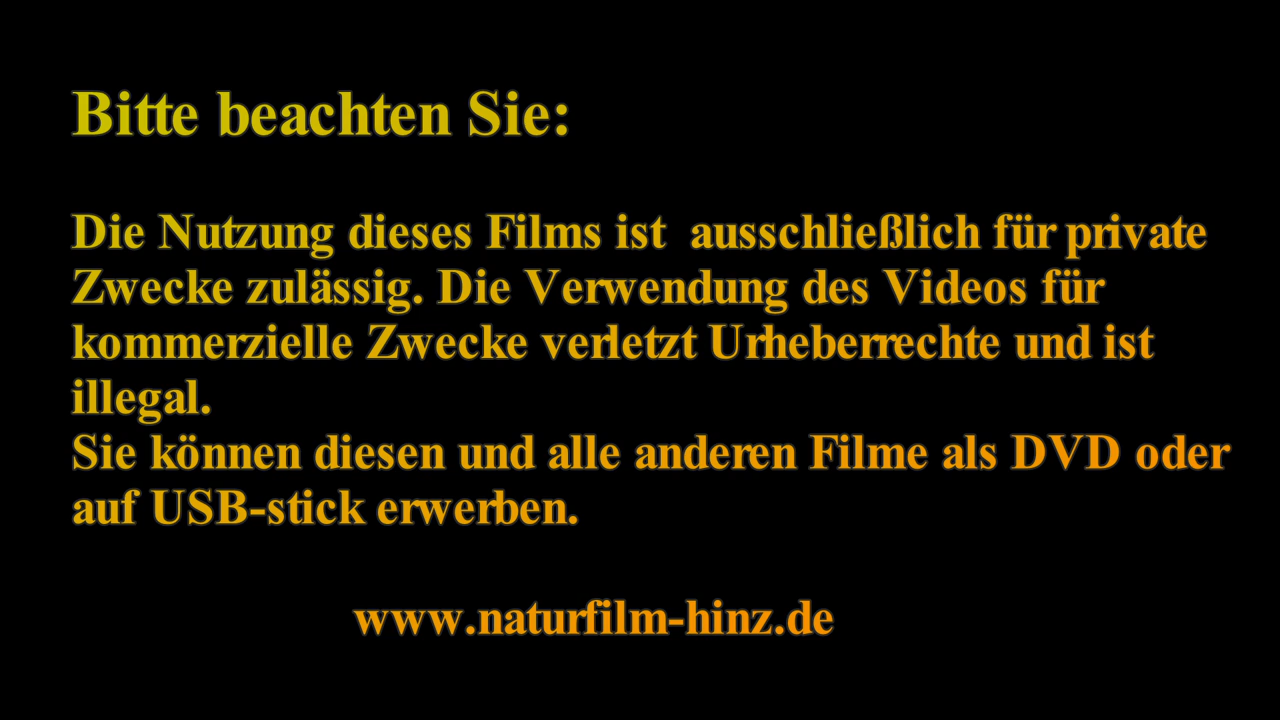 Bitte beachten Sie:
Die Nutzung dieses Films ist ausschließlich für private
Zwecke zulässig. Die Verwendung des Videos für
kommerzielle Zwecke verletzt Urheberrechte und ist
illegal.
Sie können diesen und alle anderen Filme als DVD oder
auf USB-stick erwerben.
www.naturfilm-hinz.de